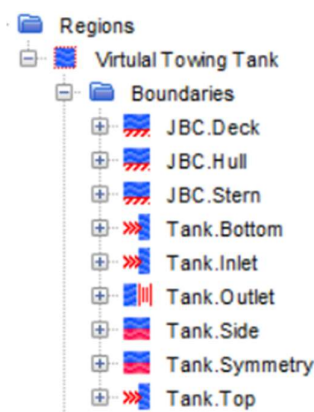 Regions
Virtulal Towing Tank
Boundaries
JBC.Deck
JBC.Hull
JBC.Stern
Tank.Bottom
Tank.Inlet
Tank.Outlet
Tank.Side
Tank.Symmetry
Tank.Top